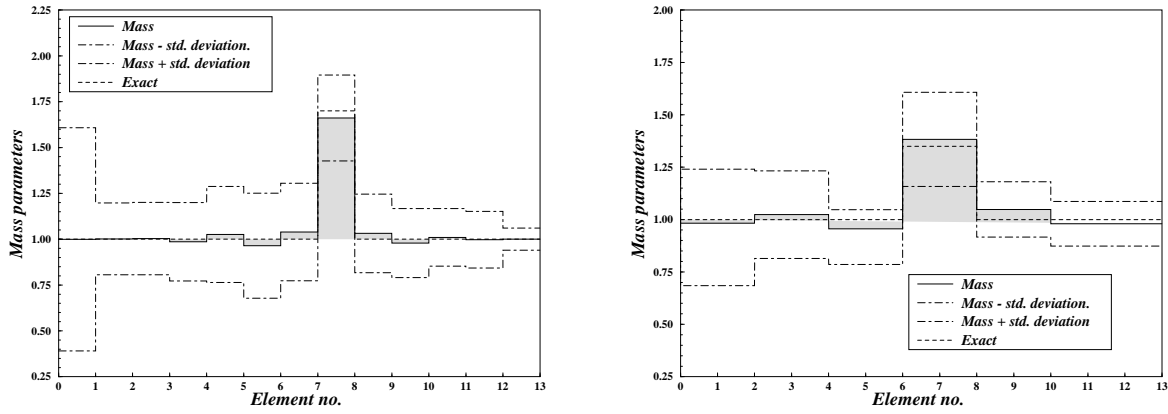 2.25
2.00
1.75
1.50
1.25
1.00
0.75
0.50
0.25
Mass parameters
Mass
Mass - std. deviation.
Mass + std. deviation
Exact
0 1 2 3 4 5 6 7 8 9 10 11 12 13
Element no.
2.00
1.75
1.50
1.25
1.00
0.75
0.50
0.25
Mass parameters
Mass
Mass - std. deviation.
Mass + std. deviation
Exact
0 1 2 3 4 5 6 7 8 9 10 11 12 13
Element no.